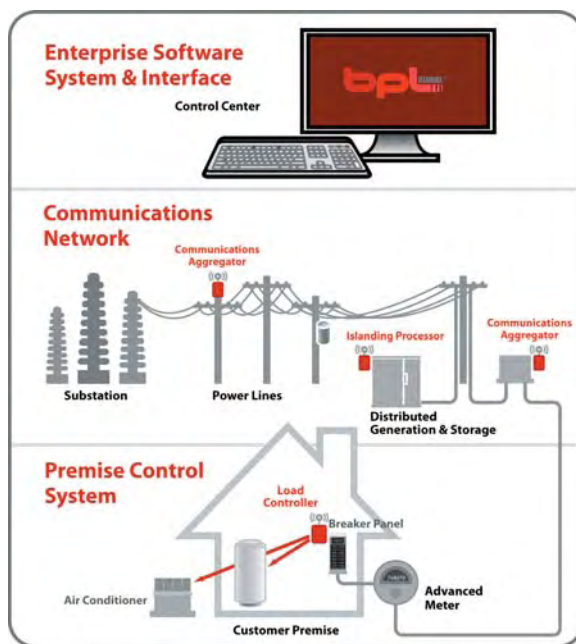 Enterprise Software
System & Interface
Control Center
bpl
Communications
Network
Communications
Aggregator
Islanding Processor
Communications
Aggregator
Substation
Power Lines
Distributed
Generation & Storage
Premise Control
System
Load
Controller
Breaker Panel
Air Conditioner
Advanced
Meter
Customer Premise